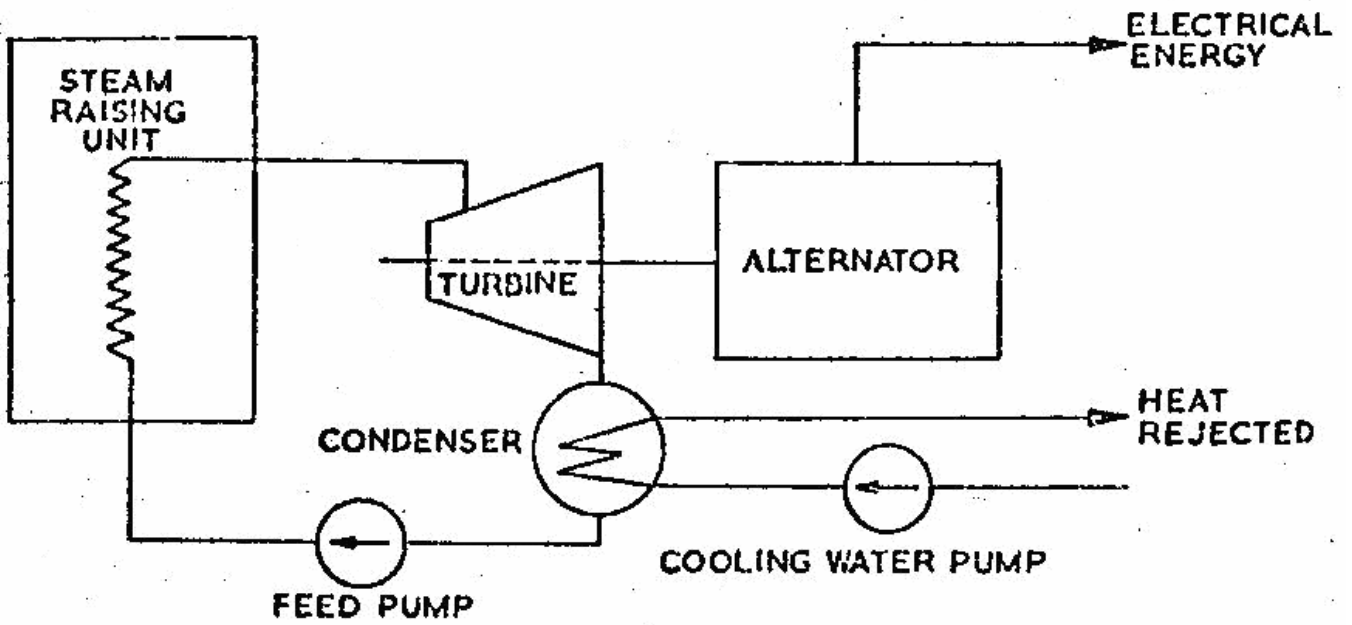 ELECTRICAL
ENERGY
STEAM
RAISING
UNIT
ALTERNATOR
TURBINE
HEAT
REJECTED
CONDENSER
COOLING WATER PUMP
FEED PUMP